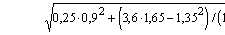 √0,25·0,9² + (3,6·1,65 − 1,35²)/(1